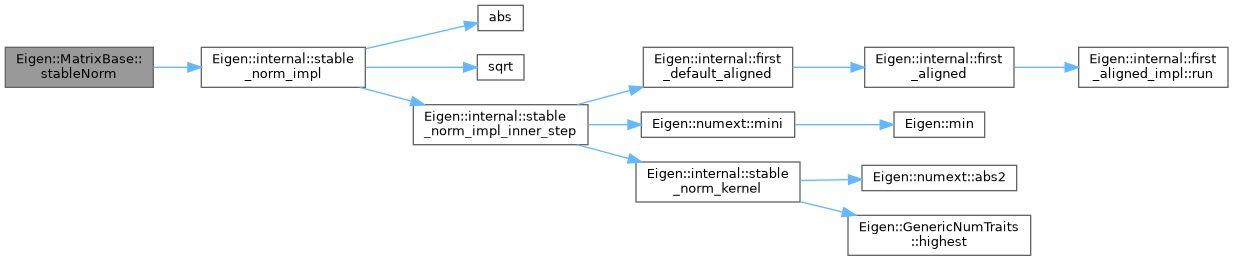 Eigen::MatrixBase::
stableNorm
Eigen::internal::stable
_norm_impl
abs
sqrt
Eigen::internal::stable
_norm_impl_inner_step
Eigen::internal::first
_default_aligned
Eigen::internal::first
_aligned
Eigen::internal::first
_aligned_impl::run
Eigen::numext::mini
Eigen::min
Eigen::internal::stable
_norm_kernel
Eigen::numext::abs2
Eigen::GenericNumTraits
::highest